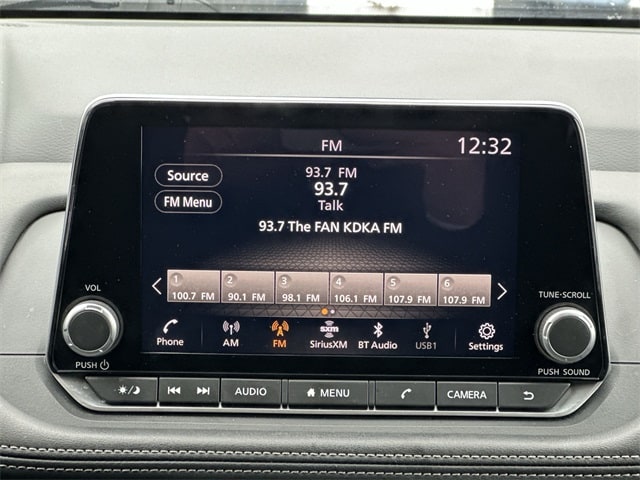 FM 12:32
Source
FM Menu
93.7 FM
93.7
Talk
93.7 The FAN KDKA FM
1 2 3 4 5 6
100.7 FM 90.1 FM 98.1 FM 106.1 FM 107.9 FM 107.9 FM
VOL
PUSH
TUNE·SCROLL
PUSH SOUND
sxm
Phone AM FM SiriusXM BT Audio USB1 Settings
AUDIO MENU CAMERA